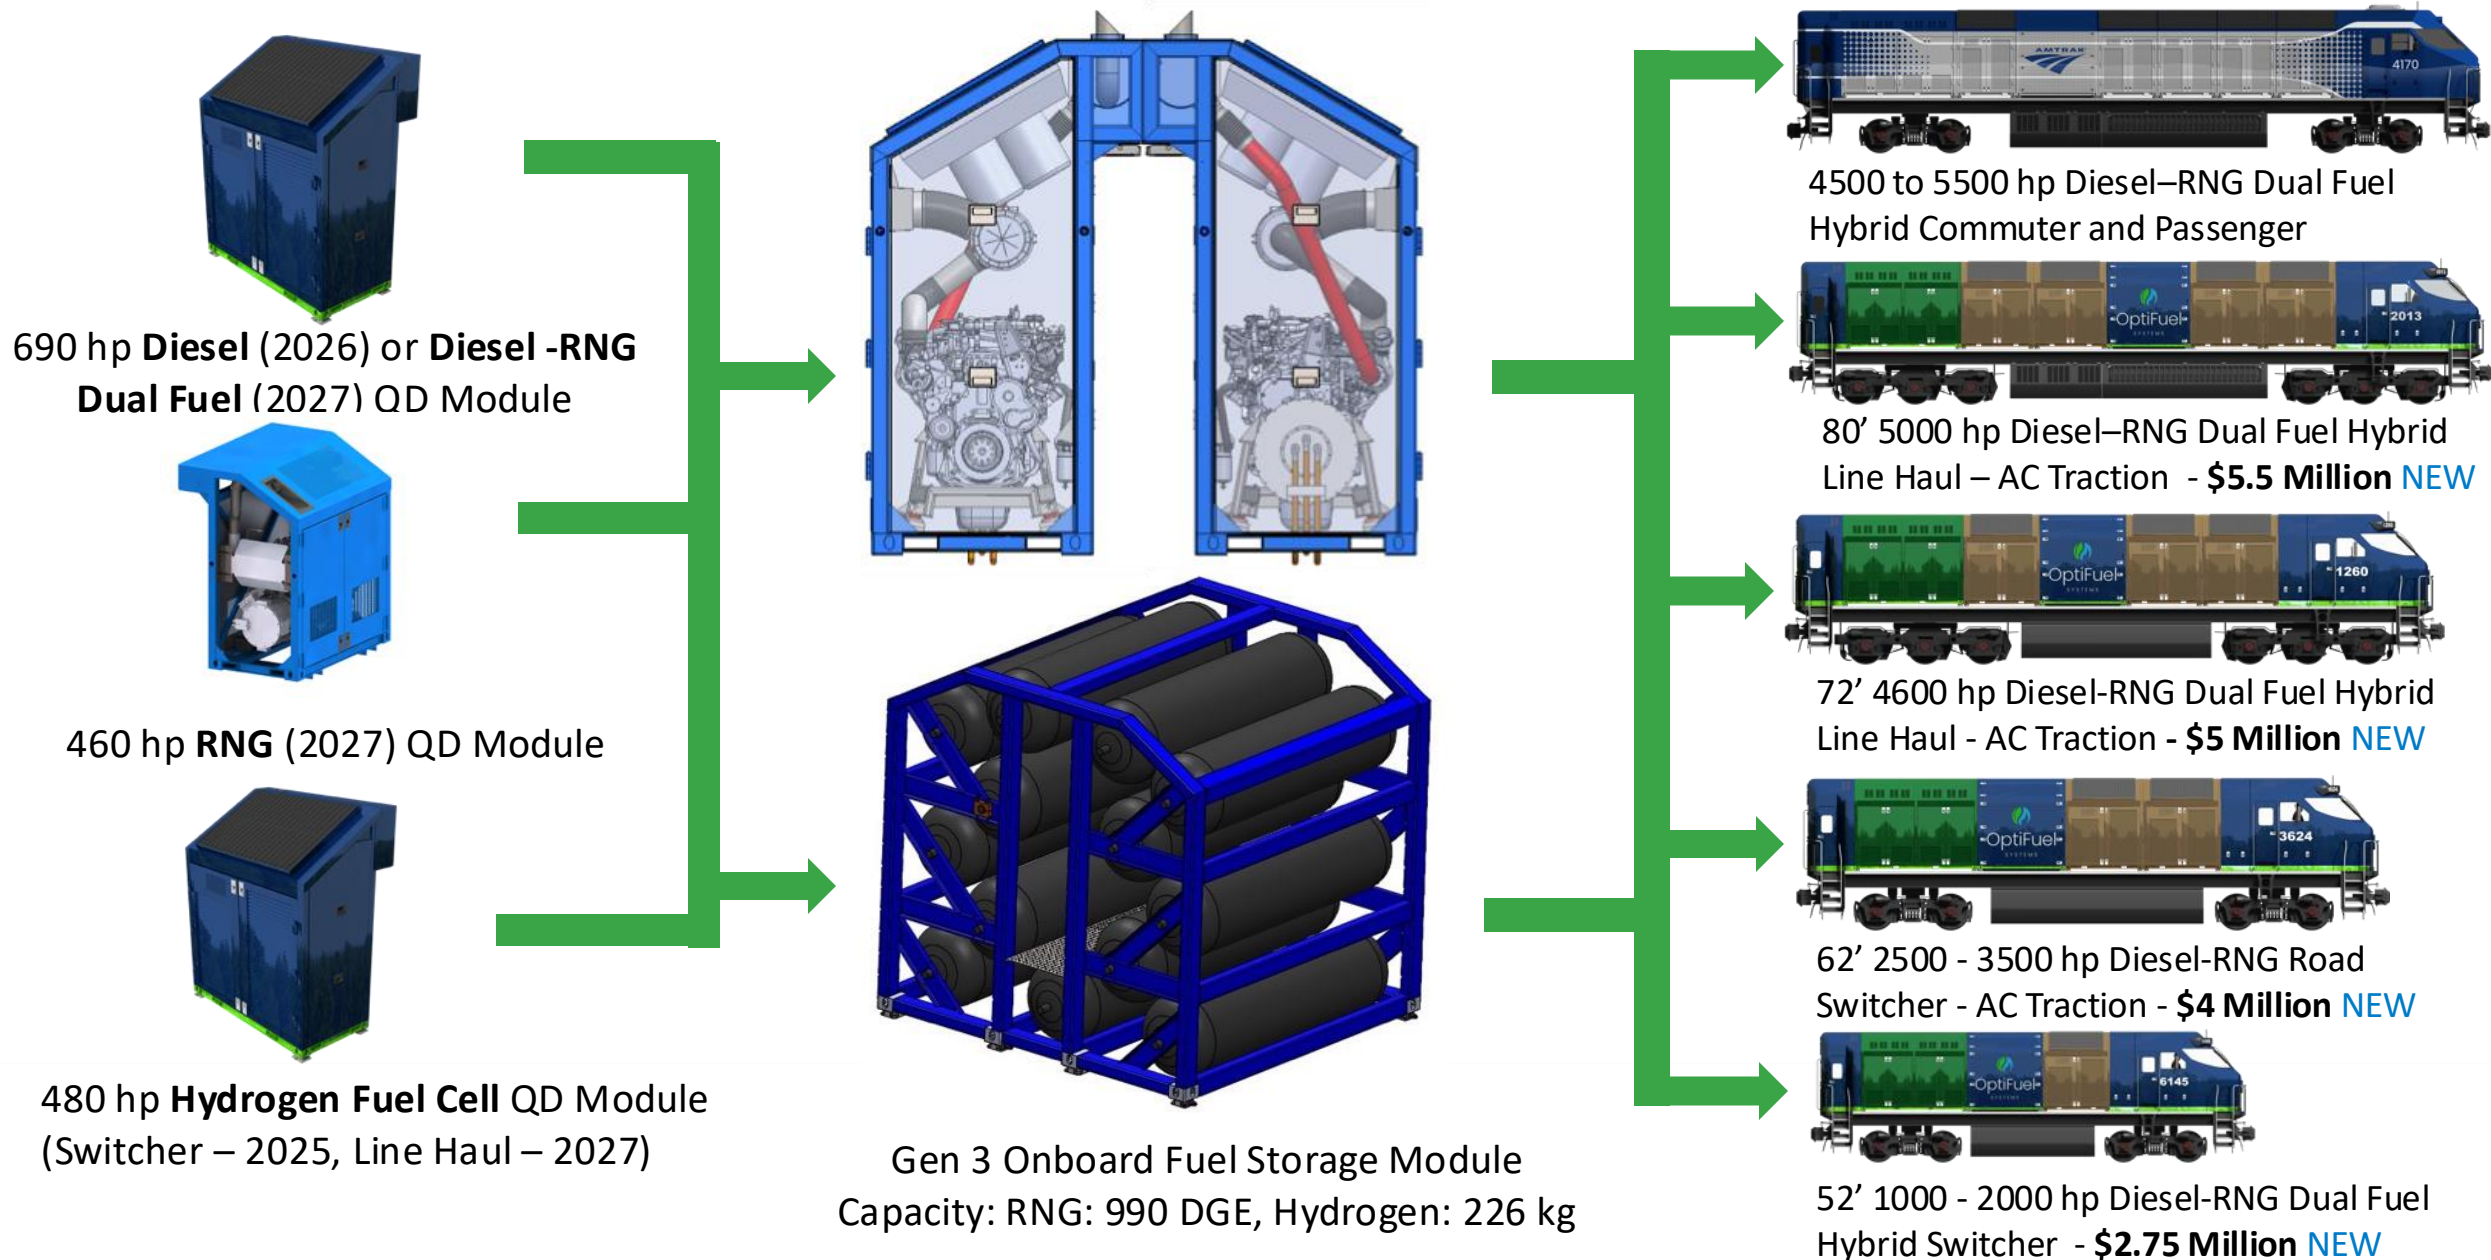 690 hp Diesel (2026) or Diesel -RNG
Dual Fuel (2027) QD Module
460 hp RNG (2027) QD Module
480 hp Hydrogen Fuel Cell QD Module
(Switcher – 2025, Line Haul – 2027)
Gen 3 Onboard Fuel Storage Module
Capacity: RNG: 990 DGE, Hydrogen: 226 kg
AMTRAK
4170
4500 to 5500 hp Diesel–RNG Dual Fuel
Hybrid Commuter and Passenger
OptiFuel
SYSTEMS
2013
80’ 5000 hp Diesel–RNG Dual Fuel Hybrid
Line Haul – AC Traction - $5.5 Million NEW
OptiFuel
SYSTEMS
1260
72’ 4600 hp Diesel-RNG Dual Fuel Hybrid
Line Haul - AC Traction - $5 Million NEW
OptiFuel
SYSTEMS
3624
62’ 2500 - 3500 hp Diesel-RNG Road
Switcher - AC Traction - $4 Million NEW
OptiFuel
SYSTEMS
6145
52’ 1000 - 2000 hp Diesel-RNG Dual Fuel
Hybrid Switcher - $2.75 Million NEW